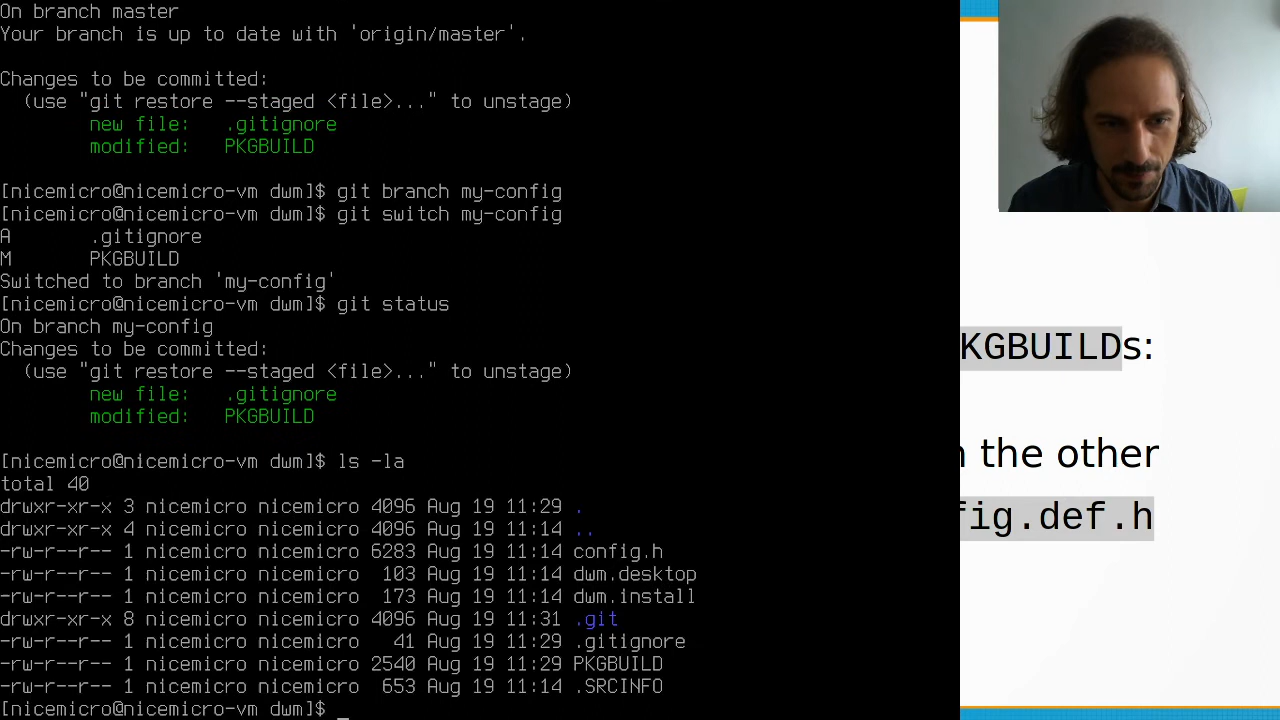 On branch master
Your branch is up to date with 'origin/master'.
Changes to be committed:
  (use "git restore --staged <file>..." to unstage)
        new file:   .gitignore
        modified:   PKGBUILD
[nicemicro@nicemicro-vm dwm]$ git branch my-config
[nicemicro@nicemicro-vm dwm]$ git switch my-config
A       .gitignore
M       PKGBUILD
Switched to branch 'my-config'
[nicemicro@nicemicro-vm dwm]$ git status
On branch my-config
Changes to be committed:
  (use "git restore --staged <file>..." to unstage)
        new file:   .gitignore
        modified:   PKGBUILD
[nicemicro@nicemicro-vm dwm]$ ls -la
total 40
drwxr-xr-x 3 nicemicro nicemicro 4096 Aug 19 11:29 .
drwxr-xr-x 4 nicemicro nicemicro 4096 Aug 19 11:14 ..
-rw-r--r-- 1 nicemicro nicemicro 6283 Aug 19 11:14 config.h
-rw-r--r-- 1 nicemicro nicemicro  103 Aug 19 11:14 dwm.desktop
-rw-r--r-- 1 nicemicro nicemicro  173 Aug 19 11:14 dwm.install
drwxr-xr-x 8 nicemicro nicemicro 4096 Aug 19 11:31 .git
-rw-r--r-- 1 nicemicro nicemicro   41 Aug 19 11:29 .gitignore
-rw-r--r-- 1 nicemicro nicemicro 2540 Aug 19 11:29 PKGBUILD
-rw-r--r-- 1 nicemicro nicemicro  653 Aug 19 11:14 .SRCINFO
[nicemicro@nicemicro-vm dwm]$ _
KGBUILDs:
the other
fig.def.h